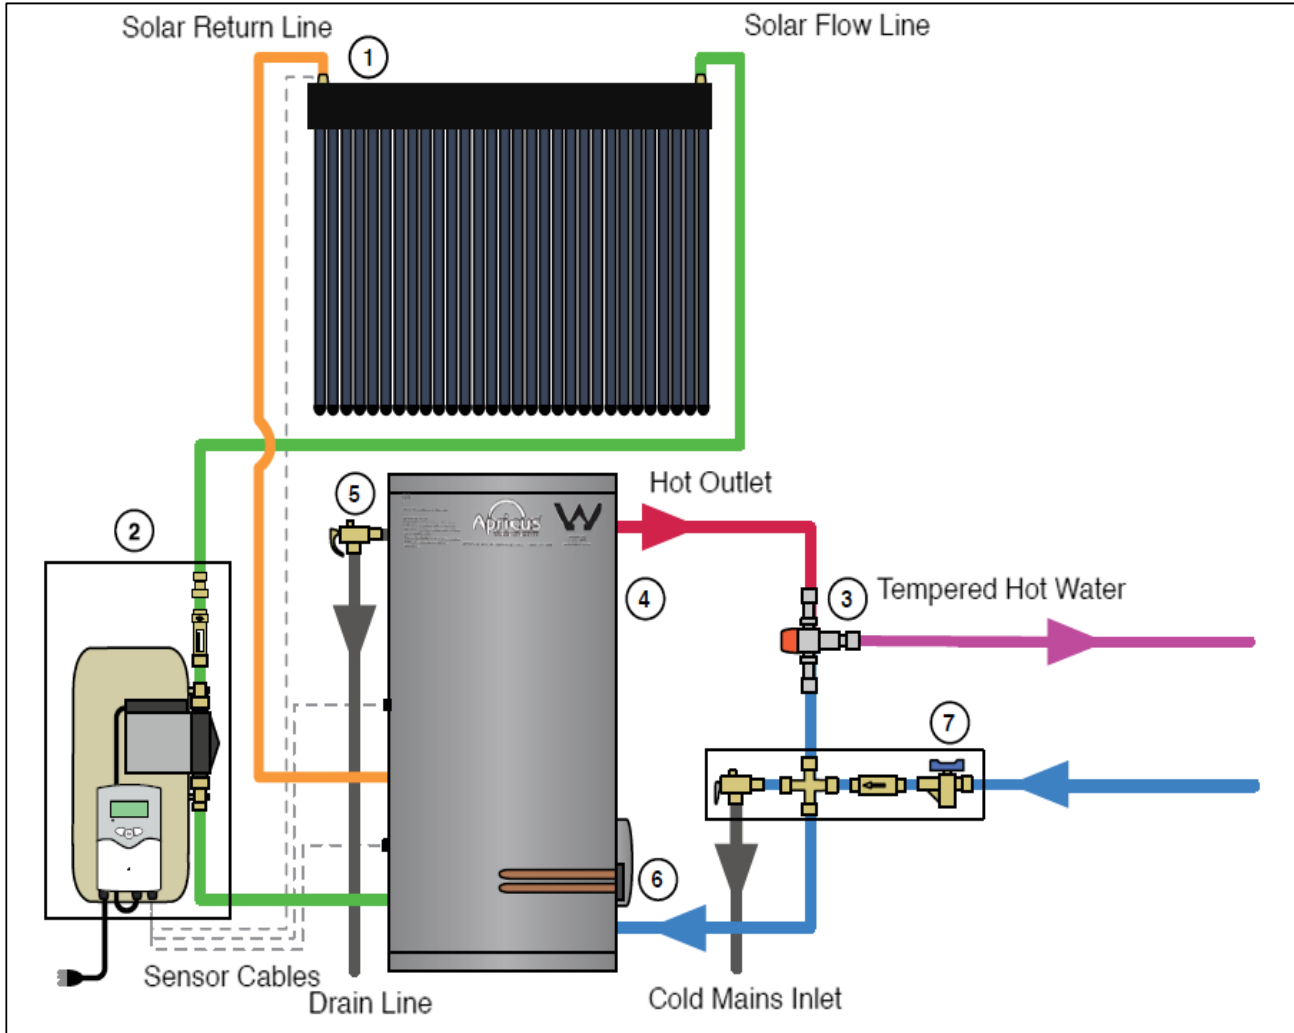 Solar Return Line
1
Solar Flow Line
Hot Outlet
5
2
Apricus
4
3
Tempered Hot Water
7
6
Sensor Cables
Drain Line
Cold Mains Inlet